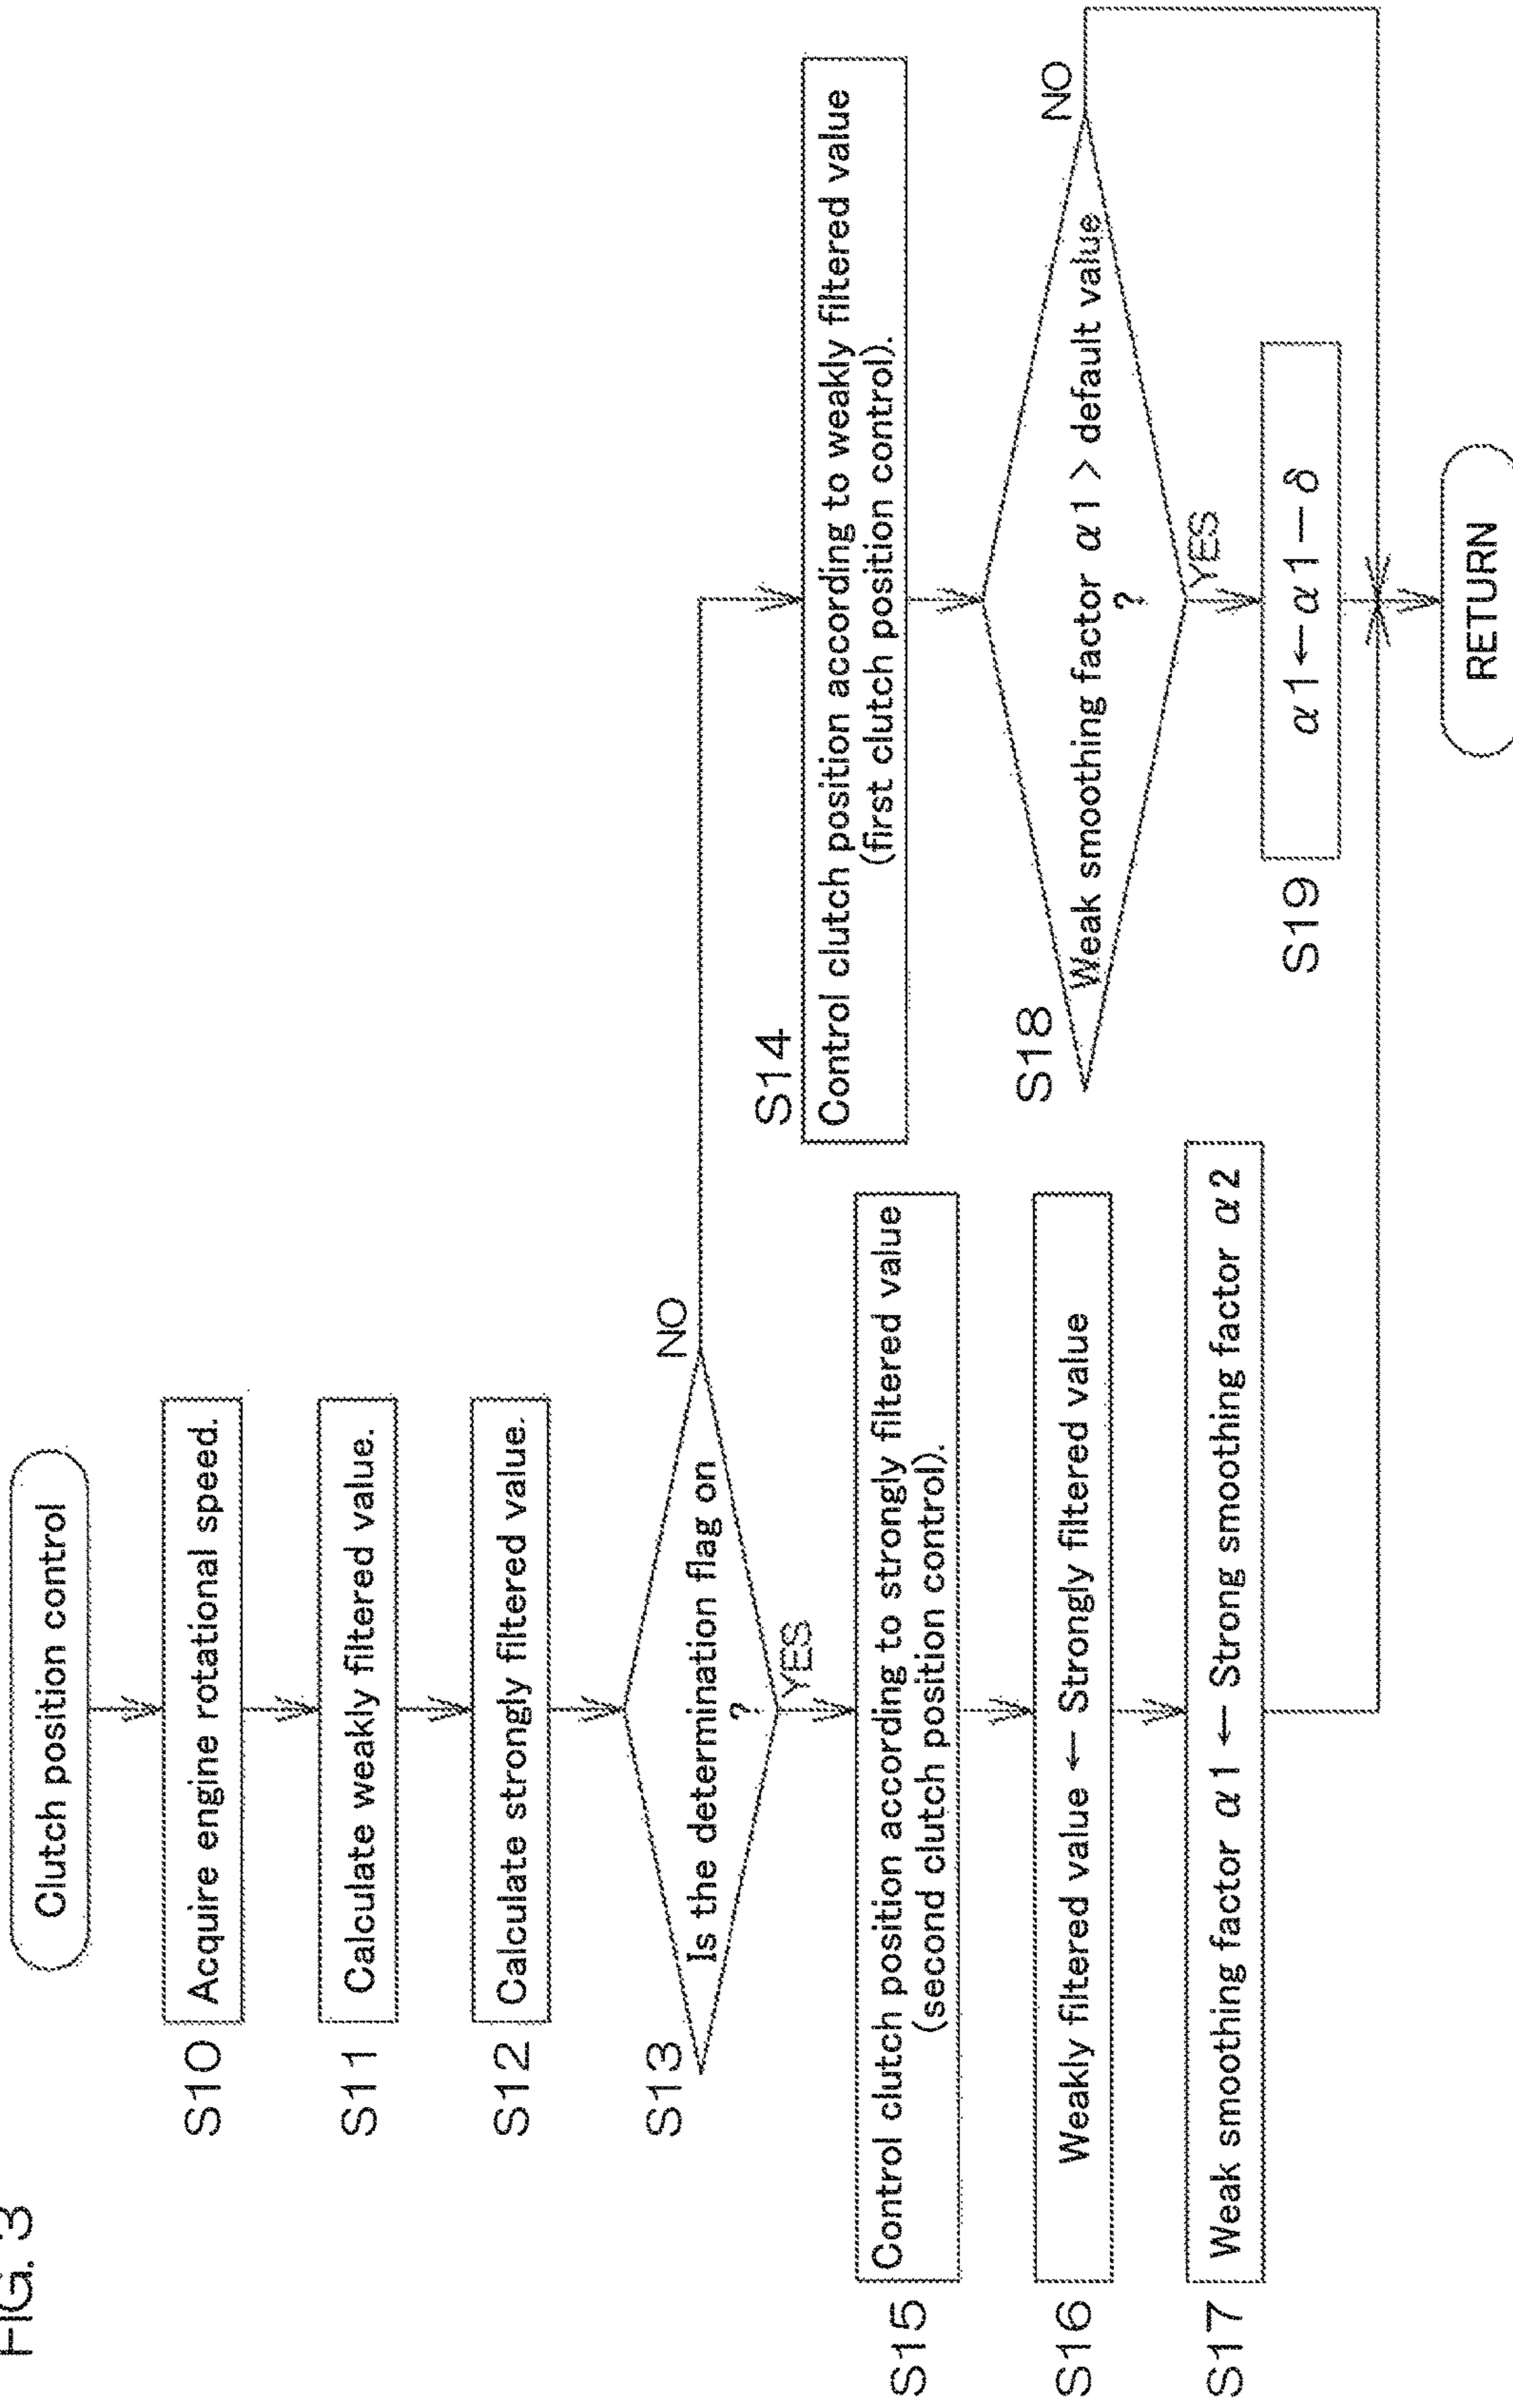 FIG. 3
Clutch position control
S10
Acquire engine rotational speed.
S11
Calculate weakly filtered value.
S12
Calculate strongly filtered value.
S13
Is the determination flag on
?
NO
YES
S15
Control clutch position according to strongly filtered value
(second clutch position control).
S16
Weakly filtered value ← Strongly filtered value
S17
Weak smoothing factor α1 ← Strong smoothing factor α2
S14
Control clutch position according to weakly filtered value
(first clutch position control).
S18
Weak smoothing factor α1 > default value
?
NO
YES
S19
α1←α1−δ
RETURN